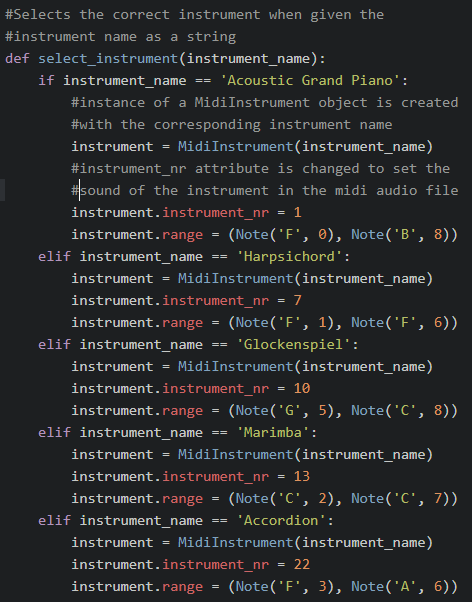 #Selects the correct instrument when given the
#instrument name as a string
def select_instrument(instrument_name):
    if instrument_name == 'Acoustic Grand Piano':
        #instance of a MidiInstrument object is created
        #with the corresponding instrument name
        instrument = MidiInstrument(instrument_name)
        #instrument_nr attribute is changed to set the
        #sound of the instrument in the midi audio file
        instrument.instrument_nr = 1
        instrument.range = (Note('F', 0), Note('B', 8))
    elif instrument_name == 'Harpsichord':
        instrument = MidiInstrument(instrument_name)
        instrument.instrument_nr = 7
        instrument.range = (Note('F', 1), Note('F', 6))
    elif instrument_name == 'Glockenspiel':
        instrument = MidiInstrument(instrument_name)
        instrument.instrument_nr = 10
        instrument.range = (Note('G', 5), Note('C', 8))
    elif instrument_name == 'Marimba':
        instrument = MidiInstrument(instrument_name)
        instrument.instrument_nr = 13
        instrument.range = (Note('C', 2), Note('C', 7))
    elif instrument_name == 'Accordion':
        instrument = MidiInstrument(instrument_name)
        instrument.instrument_nr = 22
        instrument.range = (Note('F', 3), Note('A', 6))